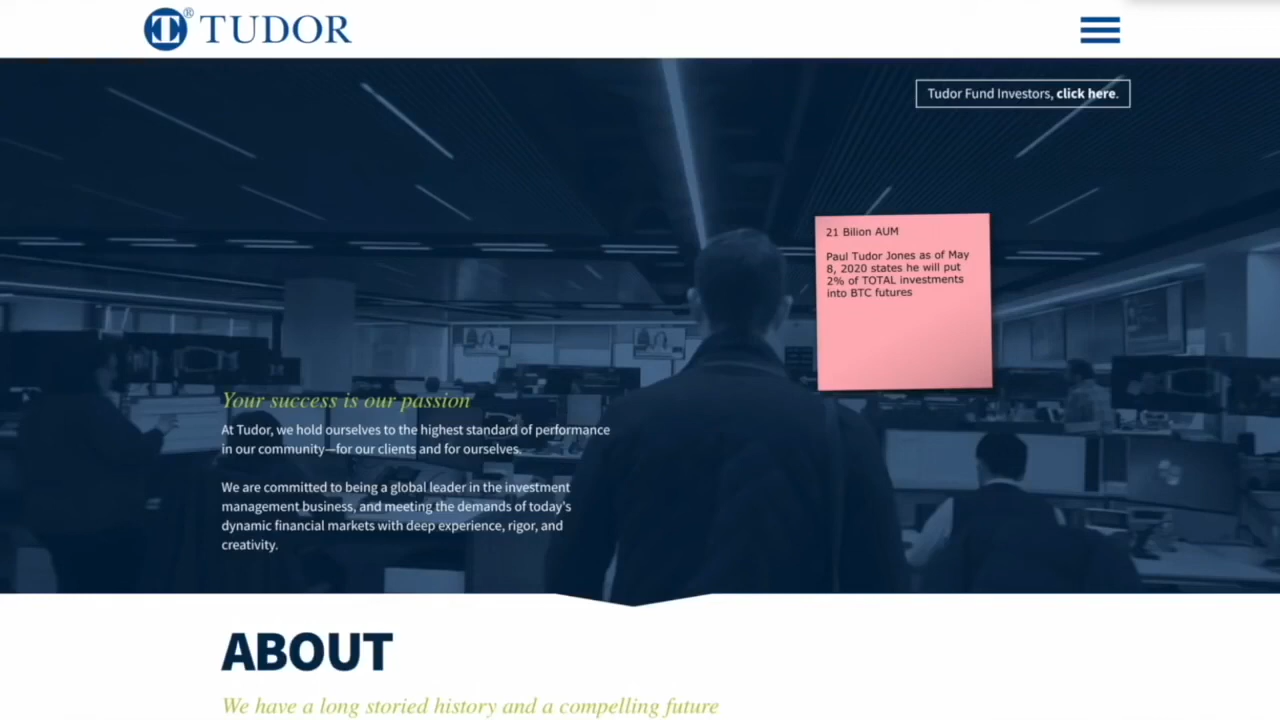 TUDOR
Tudor Fund Investors, click here.
21 Bilion AUM
Paul Tudor Jones as of May
8, 2020 states he will put
2% of TOTAL investments
into BTC futures
Your success is our passion
At Tudor, we hold ourselves to the highest standard of performance
in our community—for our clients and for ourselves.
We are committed to being a global leader in the investment
management business, and meeting the demands of today's
dynamic financial markets with deep experience, rigor, and
creativity.
ABOUT
We have a long storied history and a compelling future